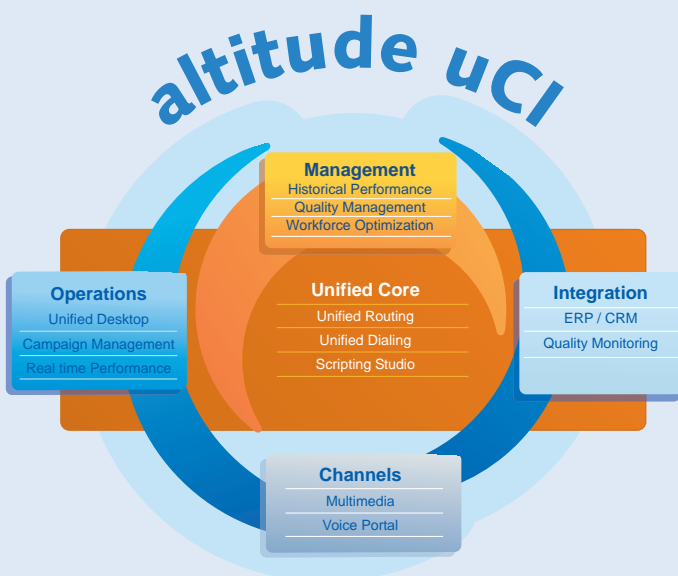 altitude uCI
Management
Historical Performance
Quality Management
Workforce Optimization
Operations
Unified Desktop
Campaign Management
Real time Performance
Unified Core
Unified Routing
Unified Dialing
Scripting Studio
Integration
ERP / CRM
Quality Monitoring
Channels
Multimedia
Voice Portal